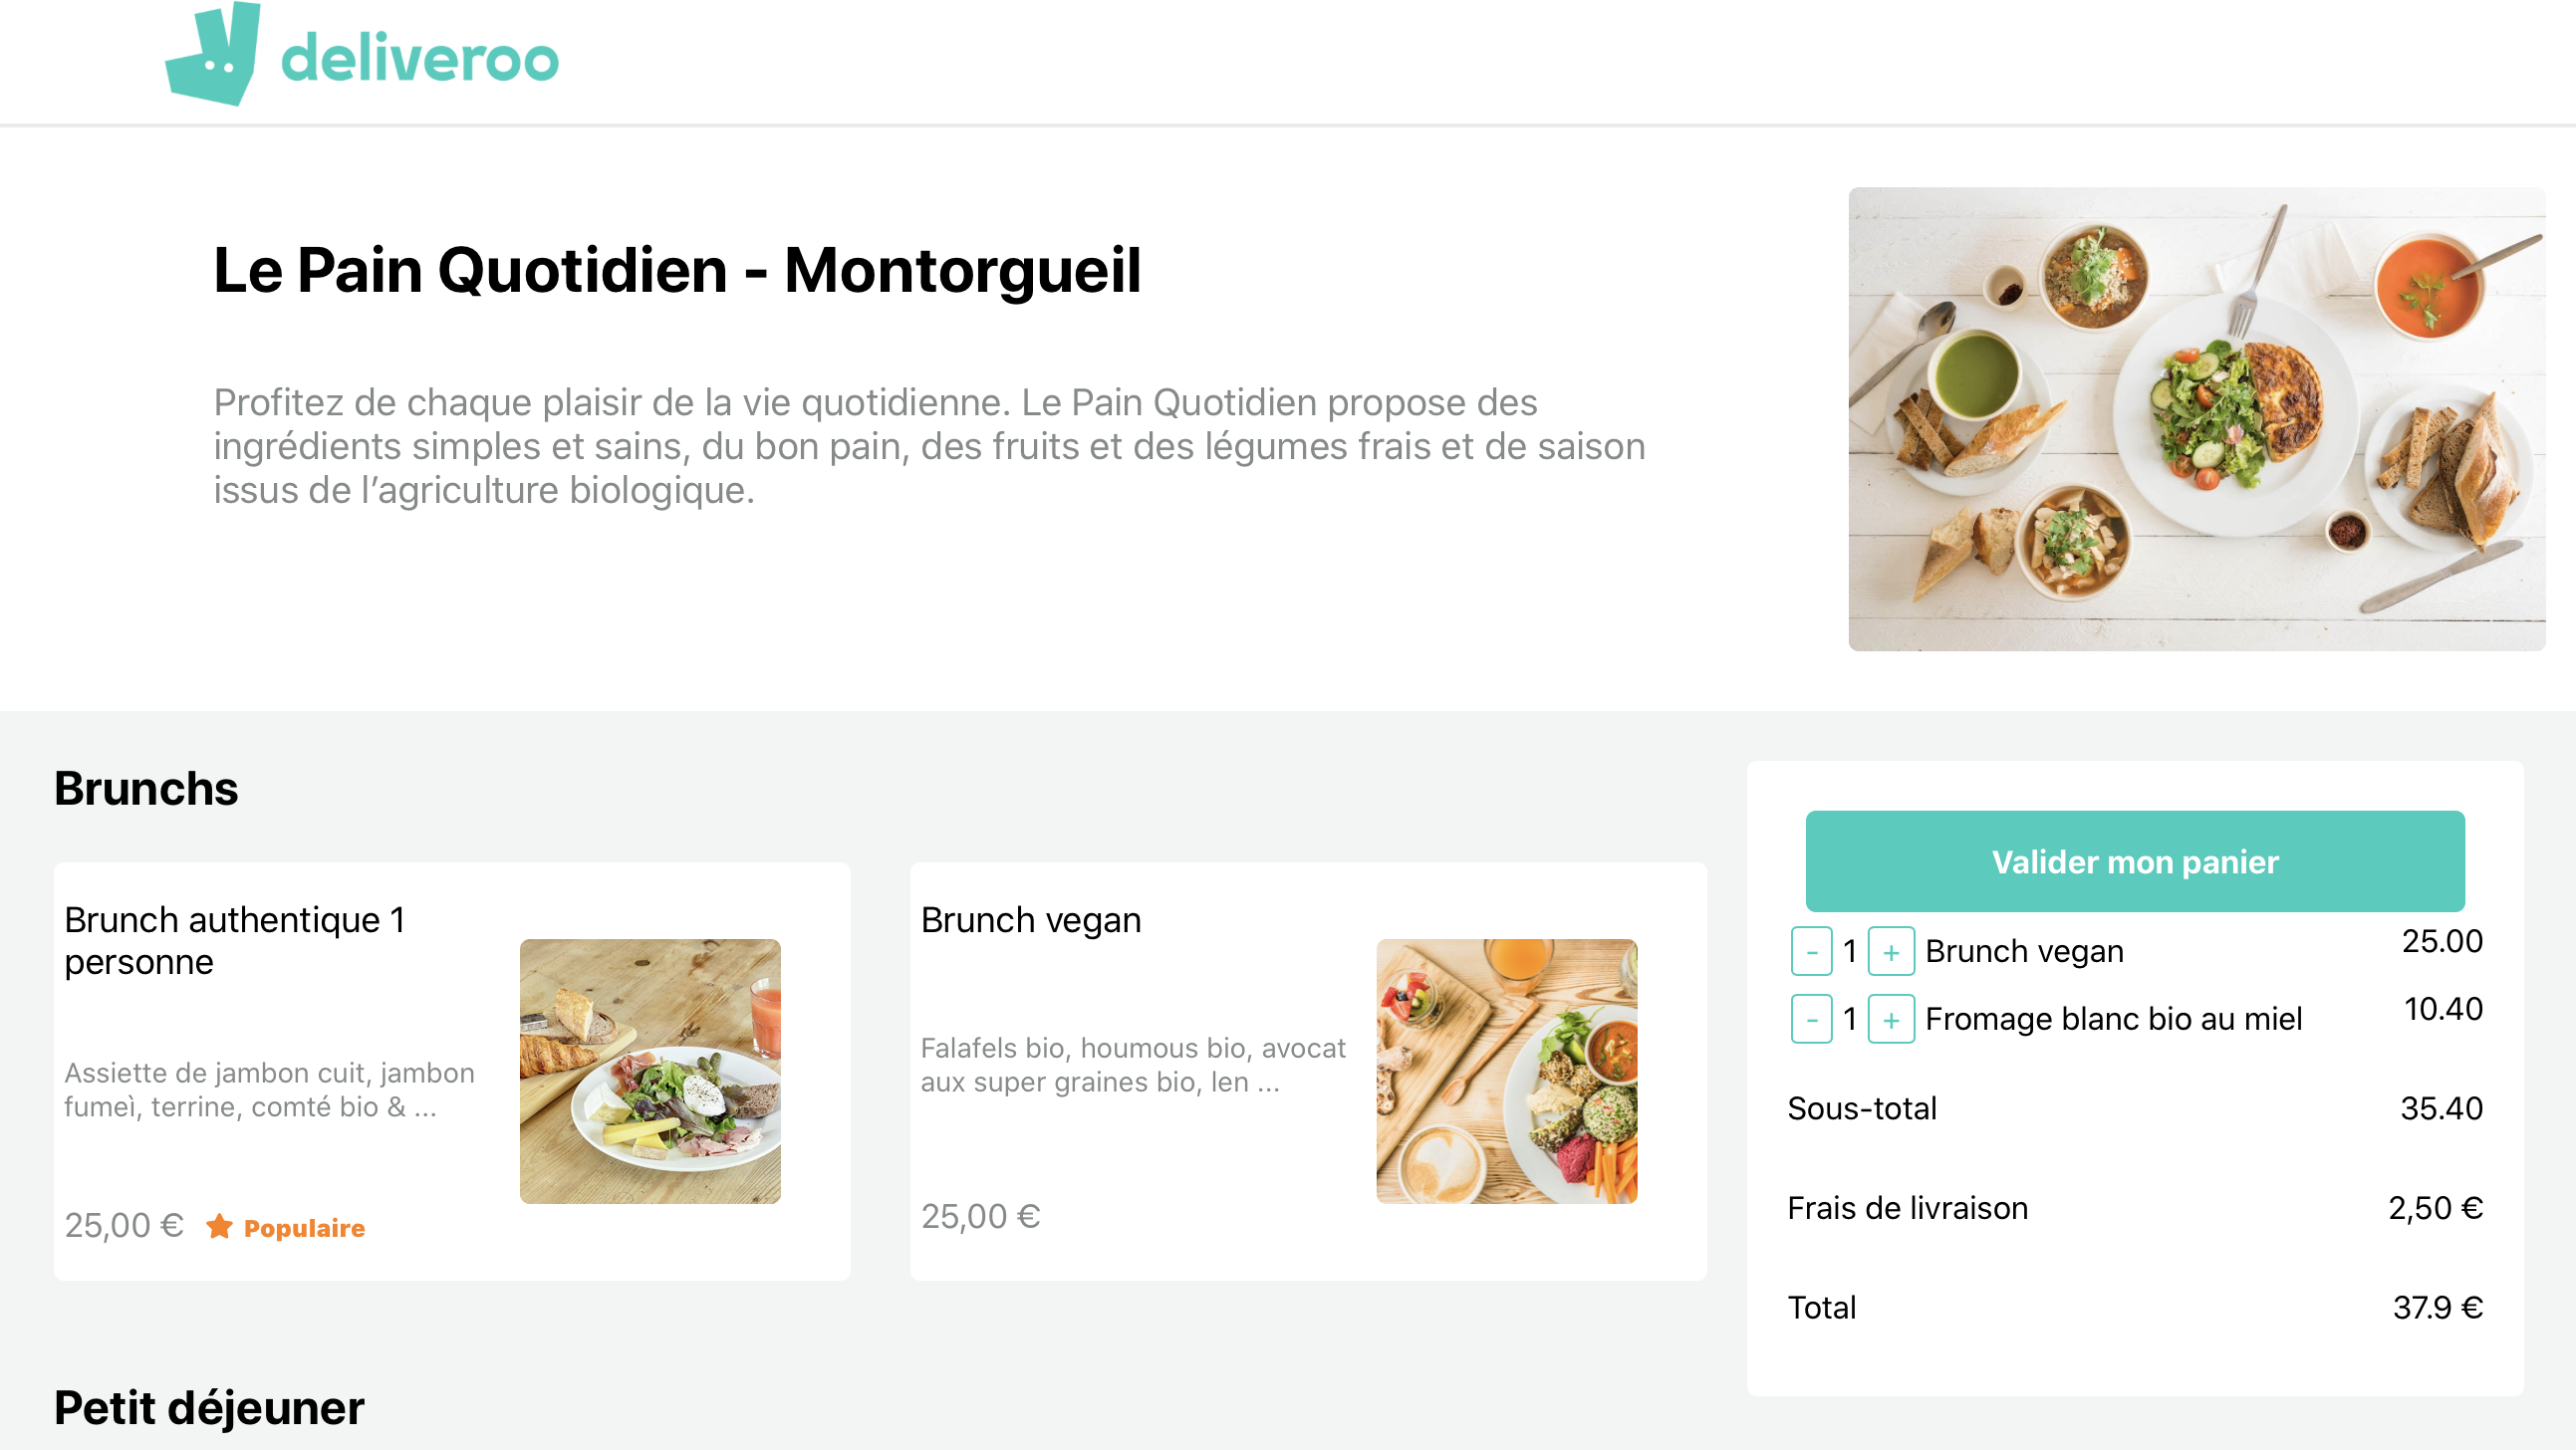 deliveroo
Le Pain Quotidien - Montorgueil
Profitez de chaque plaisir de la vie quotidienne. Le Pain Quotidien propose des
ingrédients simples et sains, du bon pain, des fruits et des légumes frais et de saison
issus de l’agriculture biologique.
Brunchs
Brunch authentique 1
personne
Assiette de jambon cuit, jambon
fumeì, terrine, comté bio & ...
25,00 € Populaire
Brunch vegan
Falafels bio, houmous bio, avocat
aux super graines bio, len ...
25,00 €
Valider mon panier
- 1 + Brunch vegan 25.00
- 1 + Fromage blanc bio au miel 10.40
Sous-total 35.40
Frais de livraison 2,50 €
Total 37.9 €
Petit déjeuner